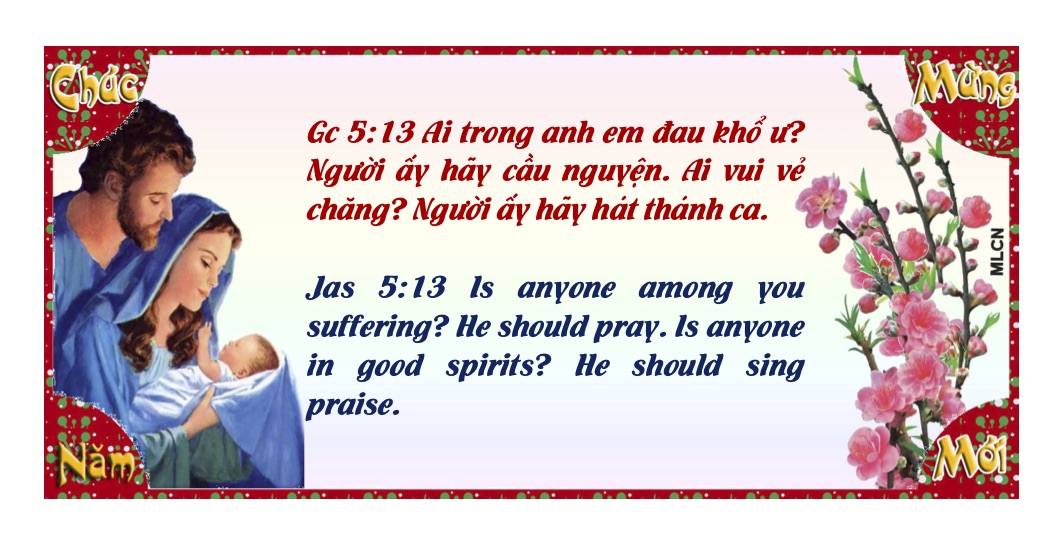 Chúc
Mừng
Gc 5:13 Ai trong anh em đau khổ ư?
Người ấy hãy cầu nguyện. Ai vui vẻ
chăng? Người ấy hãy hát thánh ca.
MLCN
Jas 5:13 Is anyone among you
suffering? He should pray. Is anyone
in good spirits? He should sing
praise.
Năm
Mới